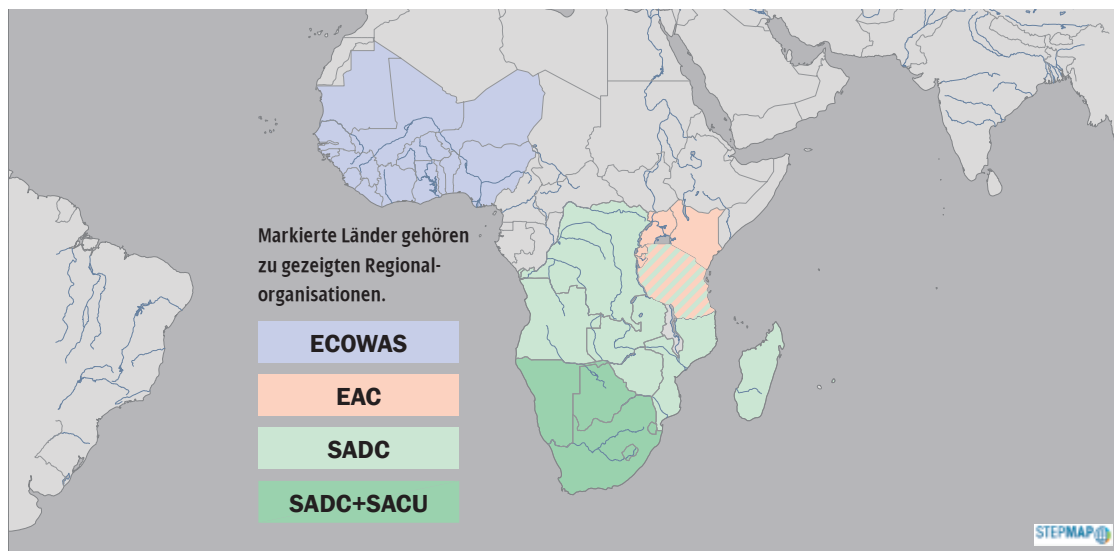 Markierte Länder gehören
zu gezeigten Regional-
organisationen.
ECOWAS
EAC
SADC
SADC+SACU
STEPMAP